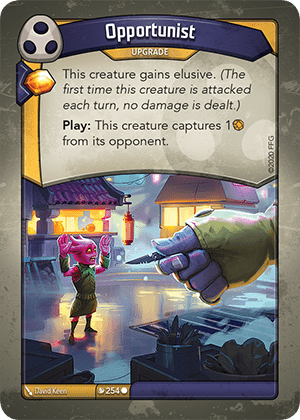 Opportunist
UPGRADE
This creature gains elusive. (The
first time this creature is attacked
each turn, no damage is dealt.)
Play: This creature captures 1
from its opponent.
©2020 FFG
David Keen
254